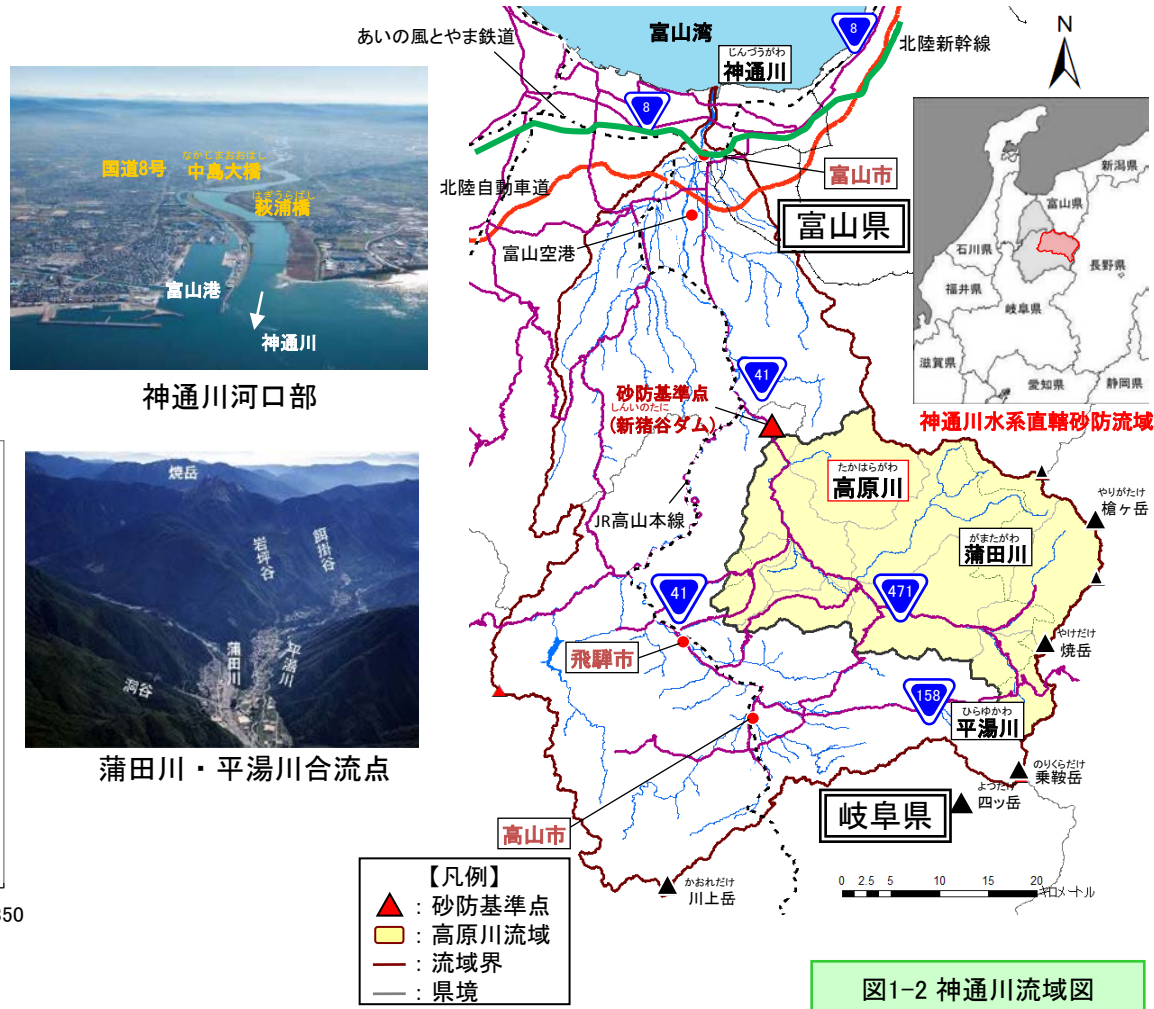 あいの風とやま鉄道
富山湾
じんづうがわ
神通川
8
北陸新幹線
N
8
国道8号
なかじまおおはし
中島大橋
はぎうらばし
萩浦橋
富山港
神通川
神通川河口部
北陸自動車道
富山市
富山県
富山空港
新潟県
富山県
石川県
長野県
福井県
岐阜県
滋賀県
愛知県
静岡県
神通川水系直轄砂防流域
41
砂防基準点
しんいのたに
(新猪谷ダム)
たかはらがわ
高原川
やりがたけ
槍ヶ岳
がまたがわ
蒲田川
JR高山本線
焼岳
岩坪谷
餌掛谷
蒲田川
平湯川
洞谷
蒲田川・平湯川合流点
41
471
やけだけ
焼岳
飛騨市
158
ひらゆかわ
平湯川
のりくらだけ
乗鞍岳
よつだけ
四ッ岳
岐阜県
高山市
かおれだけ
川上岳
0 2.5 5 10 15 20
キロメートル
【凡例】
:砂防基準点
:高原川流域
:流域界
:県境
50
図1-2 神通川流域図